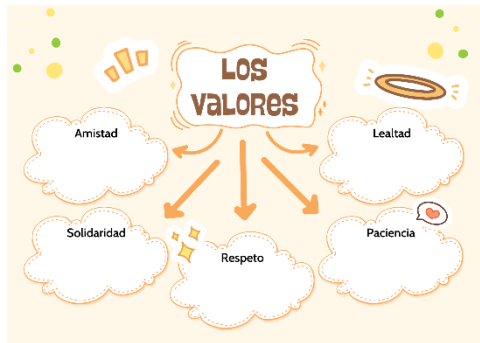 LOS
VALORES
Amistad
Lealtad
Solidaridad
Respeto
Paciencia